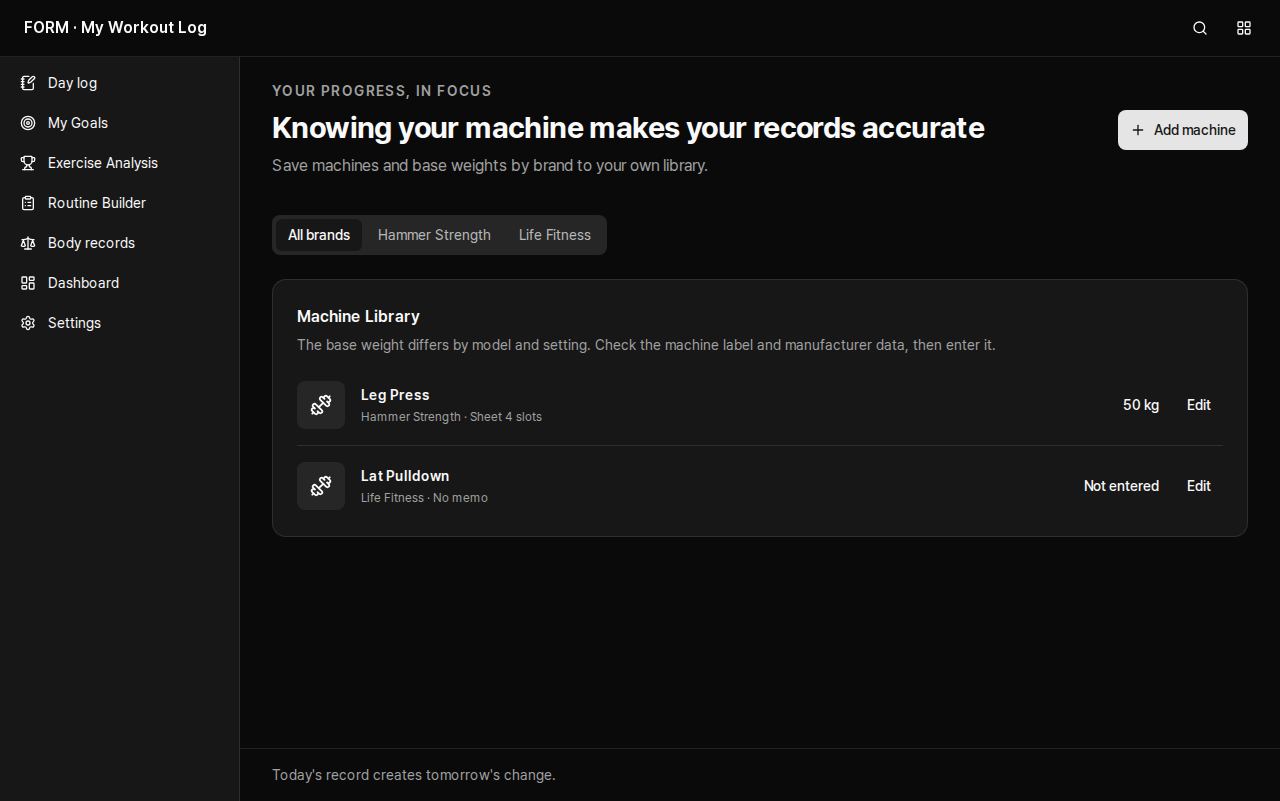 FORM · My Workout Log
Day log
My Goals
Exercise Analysis
Routine Builder
Body records
Dashboard
Settings
YOUR PROGRESS, IN FOCUS
Knowing your machine makes your records accurate
Save machines and base weights by brand to your own library.
Add machine
All brands
Hammer Strength
Life Fitness
Machine Library
The base weight differs by model and setting. Check the machine label and manufacturer data, then enter it.
Leg Press
Hammer Strength · Sheet 4 slots
50 kg
Edit
Lat Pulldown
Life Fitness · No memo
Not entered
Edit
Today's record creates tomorrow's change.